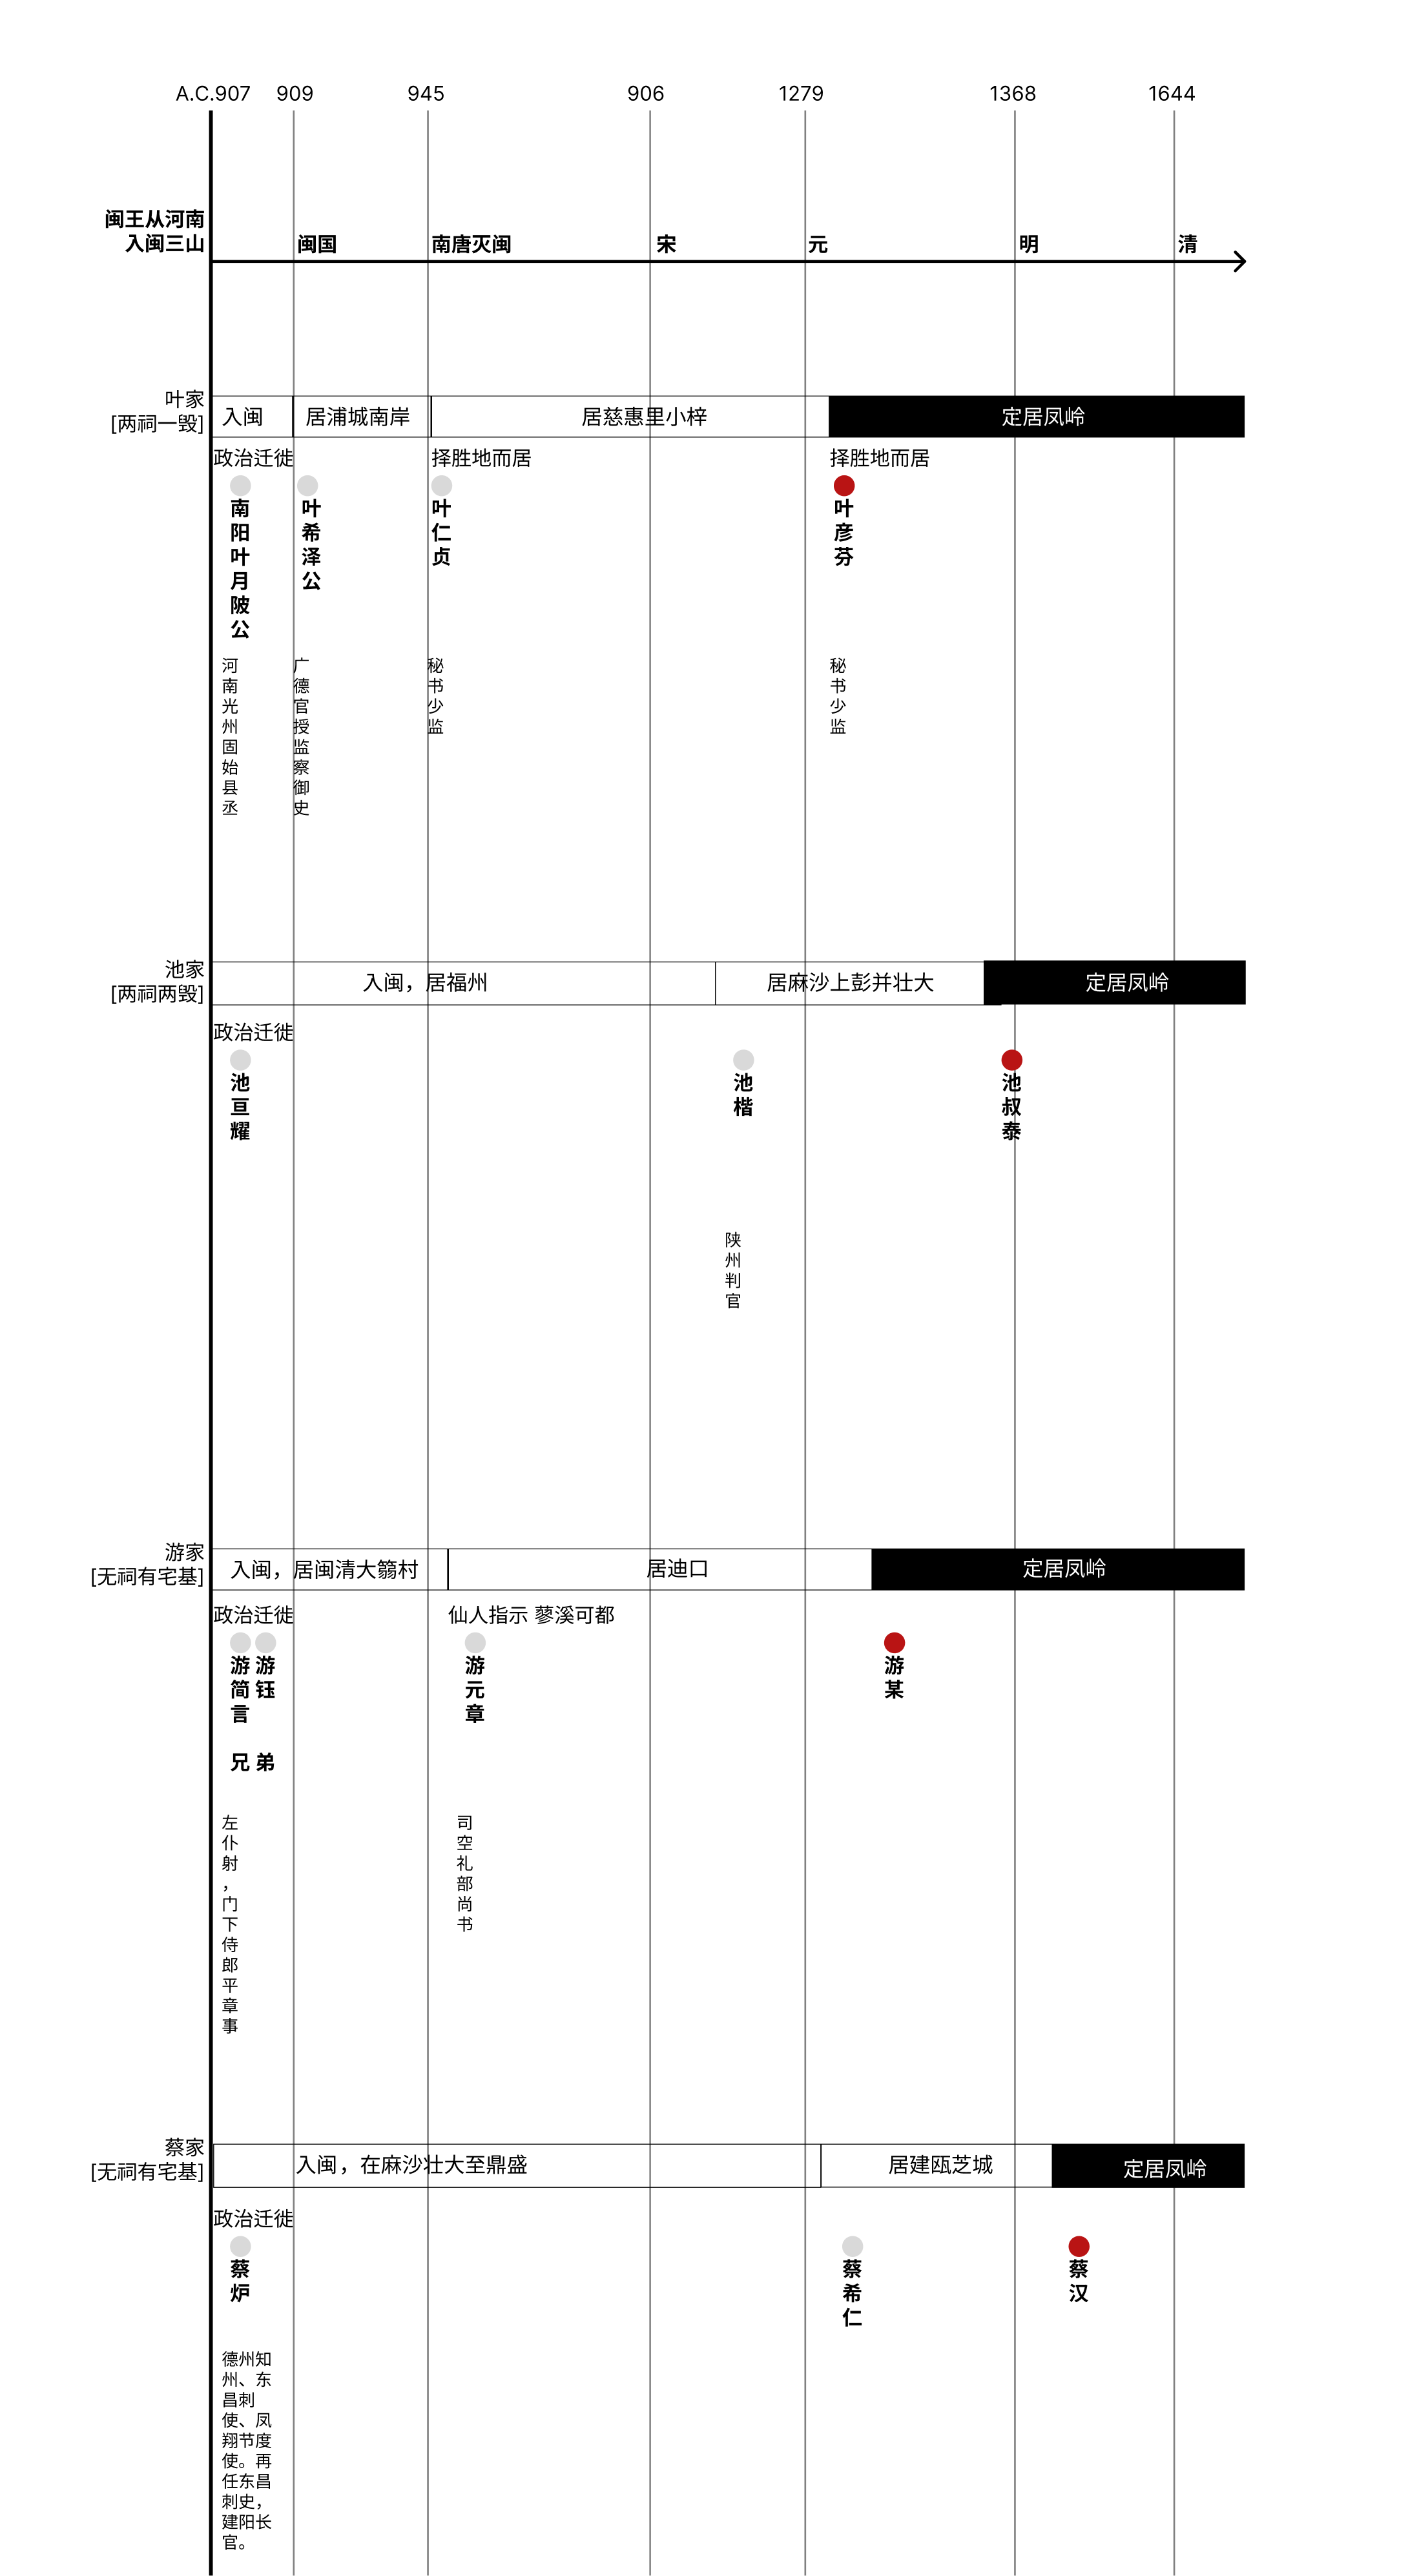 A.C.907 909 945 906 1279 1368 1644
闽王从河南
入闽三山
闽国 南唐灭闽 宋 元 明 清
叶家
[两祠一毁]
入闽 居浦城南岸 居慈惠里小梓 定居凤岭
政治迁徙 择胜地而居 择胜地而居
南阳叶月陂公
叶希泽公
叶仁贞
叶彦芬
河南光州固始县丞
广德官授监察御史
秘书少监
秘书少监
池家
[两祠两毁]
入闽，居福州 居麻沙上彭并壮大 定居凤岭
政治迁徙
池亘耀
池楷
池叔泰
陕州判官
游家
[无祠有宅基]
入闽，居闽清大蒻村 居迪口 定居凤岭
政治迁徙 仙人指示 蓼溪可都
游简言 兄
游钰 弟
游元章
游某
左仆射，门下侍郎平章事
司空礼部尚书
蔡家
[无祠有宅基]
入闽，在麻沙壮大至鼎盛 居建瓯芝城 定居凤岭
政治迁徙
蔡炉
蔡希仁
蔡汉
德州知
州、东
昌刺
使、凤
翔节度
使。再
任东昌
刺史，
建阳长
官。